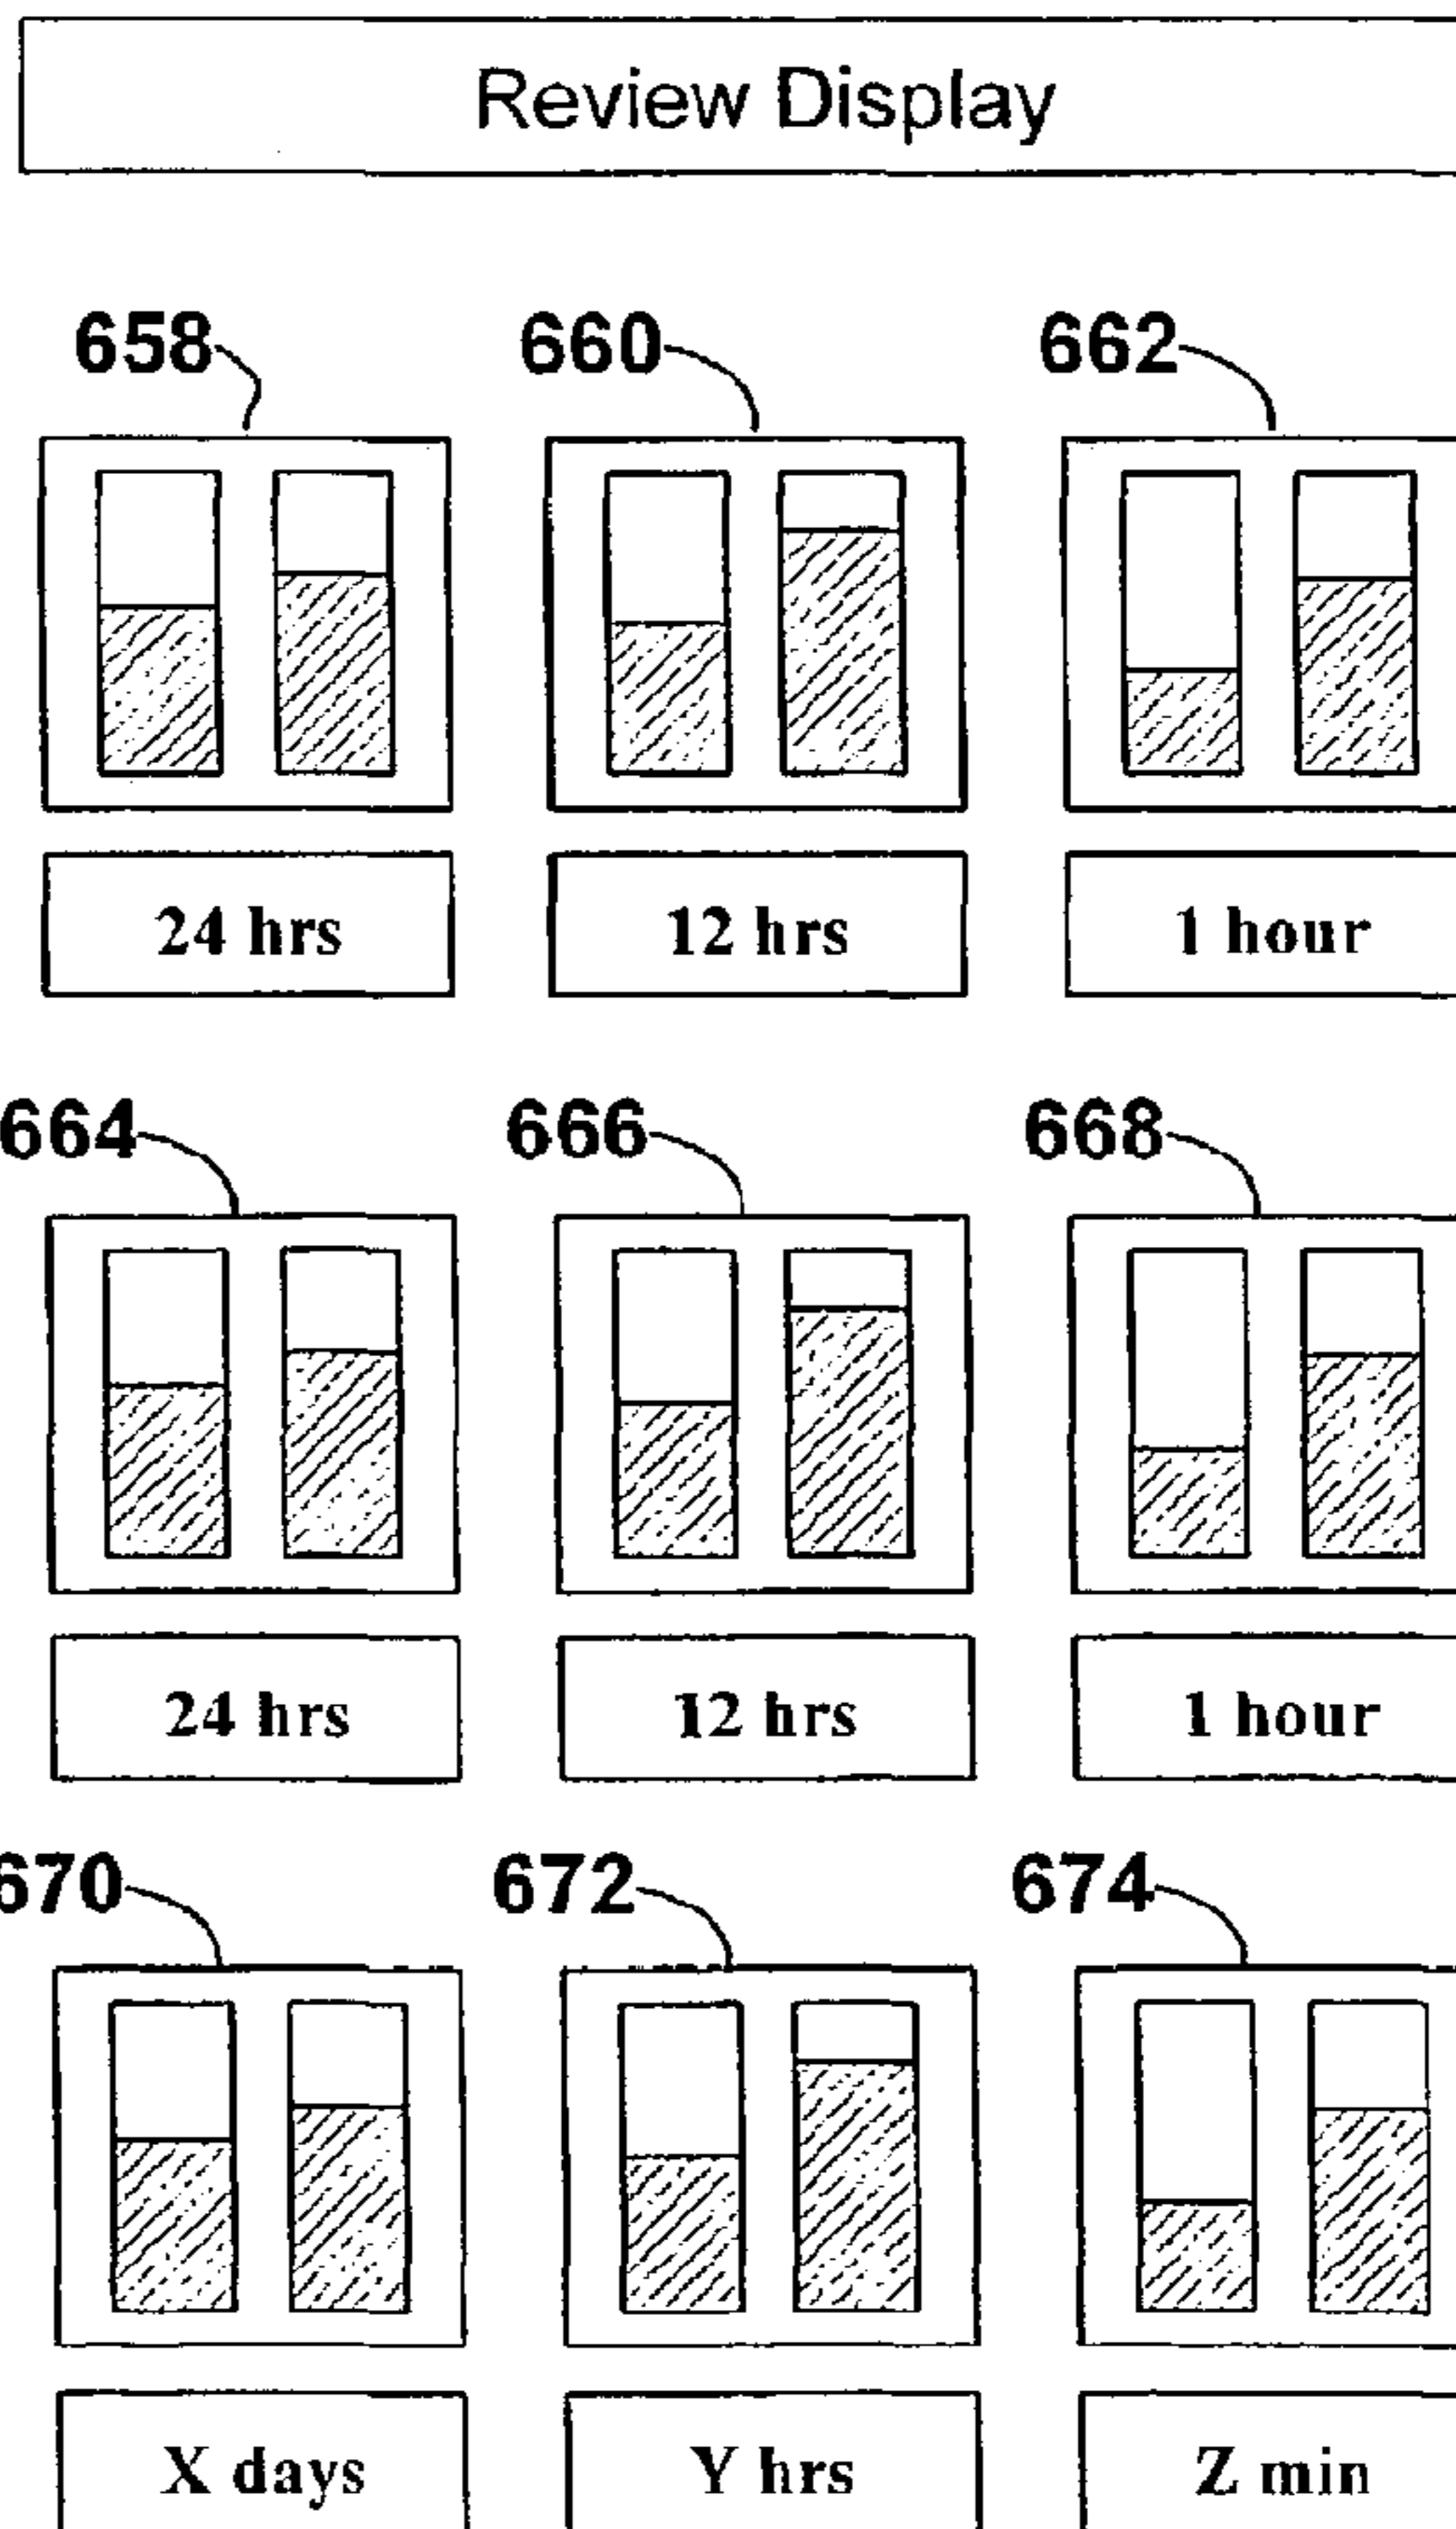 Review Display
658 660 662
24 hrs 12 hrs 1 hour
664 666 668
24 hrs 12 hrs 1 hour
670 672 674
X days Y hrs Z min